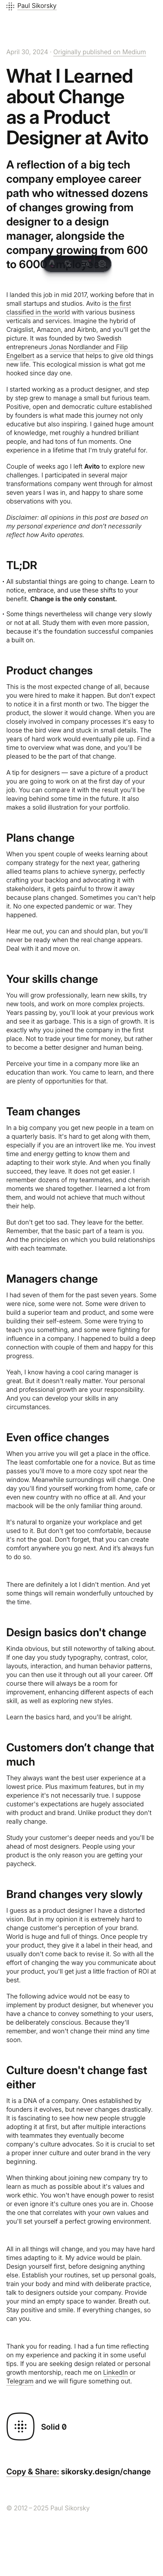 Paul Sikorsky
April 30, 2024 · Originally published on Medium
What I Learned
about Change
as a Product
Designer at Avito
A reflection of a big tech
company employee career
path who witnessed dozens
of changes growing from
designer to a design
manager, alongside the
company growing from 600
to 6000
I landed this job in mid 2017, working before that in
small startups and studios. Avito is the first
classified in the world with various business
verticals and services. Imagine the hybrid of
Craigslist, Amazon, and Airbnb and you'll get the
picture. It was founded by two Swedish
entrepreneurs Jonas Nordlander and Filip
Engelbert as a service that helps to give old things
new life. This ecological mission is what got me
hooked since day one.
I started working as a product designer, and step
by step grew to manage a small but furious team.
Positive, open and democratic culture established
by founders is what made this journey not only
educative but also inspiring. I gained huge amount
of knowledge, met roughly a hundred brilliant
people, and had tons of fun moments. One
experience in a lifetime that I'm truly grateful for.
Couple of weeks ago I left Avito to explore new
challenges. I participated in several major
transformations company went through for almost
seven years I was in, and happy to share some
observations with you.
Disclaimer: all opinions and conclusions based on
my personal experience and don't necessarily
reflect how Avito operates.
TL;DR
• All substantial things are going to change. Learn to
notice, embrace, and use these shifts to your
benefit. Change is the only constant.
• Some things nevertheless will change very slowly
or not at all. Study them with even more passion,
because it's the foundation successful companies
a built on.
Product changes
This is the most expected change of all, because
you were hired to make it happen. But don't expect
to notice it in a first month or two. The bigger the
product, the slower it would change. When you are
closely involved in company processes it's easy to
loose the bird view and stuck in small details. The
years of hard work would eventually pile up. Find a
time to overview what was done, and you'll be
pleased to be the part of that change.
A tip for designers — save a picture of a product
you are going to work on at the first day of your
job. You can compare it with the result you'll be
leaving behind some time in the future. It also
makes a solid illustration for your portfolio.
Plans change
When you spent couple of weeks learning about
company strategy for the next year, gathering
allied teams plans to achieve synergy, perfectly
crafting your backlog and advocating it with
stakeholders, it gets painful to throw it away
because plans changed. Sometimes you can't help
it. No one expected pandemic or war. They
happened.
Hear me out, you can and should plan, but you'll
never be ready when the real change appears.
Deal with it and move on.
Your skills change
You will grow professionally, learn new skills, try
new tools, and work on more complex projects.
Years passing by, you'll look at your previous work
and see it as garbage. This is a sign of growth. It is
exactly why you joined the company in the first
place. Not to trade your time for money, but rather
to become a better designer and human being.
Perceive your time in a company more like an
education than work. You came to learn, and there
are plenty of opportunities for that.
Team changes
In a big company you get new people in a team on
a quarterly basis. It's hard to get along with them,
especially if you are an introvert like me. You invest
time and energy getting to know them and
adapting to their work style. And when you finally
succeed, they leave. It does not get easier. I
remember dozens of my teammates, and cherish
moments we shared together. I learned a lot from
them, and would not achieve that much without
their help.
But don't get too sad. They leave for the better.
Remember, that the basic part of a team is you.
And the principles on which you build relationships
with each teammate.
Managers change
I had seven of them for the past seven years. Some
were nice, some were not. Some were driven to
build a superior team and product, and some were
building their self-esteem. Some were trying to
teach you something, and some were fighting for
influence in a company. I happened to build a deep
connection with couple of them and happy for this
progress.
Yeah, I know having a cool caring manager is
great. But it doesn't really matter. Your personal
and professional growth are your responsibility.
And you can develop your skills in any
circumstances.
Even office changes
When you arrive you will get a place in the office.
The least comfortable one for a novice. But as time
passes you'll move to a more cozy spot near the
window. Meanwhile surroundings will change. One
day you'll find yourself working from home, cafe or
even new country with no office at all. And your
macbook will be the only familiar thing around.
It's natural to organize your workplace and get
used to it. But don't get too comfortable, because
it's not the goal. Don't forget, that you can create
comfort anywhere you go next. And it's always fun
to do so.
There are definitely a lot I didn't mention. And yet
some things will remain wonderfully untouched by
the time.
Design basics don't change
Kinda obvious, but still noteworthy of talking about.
If one day you study typography, contrast, color,
layouts, interaction, and human behavior patterns,
you can then use it through out all your career. Off
course there will always be a room for
improvement, enhancing different aspects of each
skill, as well as exploring new styles.
Learn the basics hard, and you'll be alright.
Customers don't change that
much
They always want the best user experience at a
lowest price. Plus maximum features, but in my
experience it's not necessarily true. I suppose
customer's expectations are hugely associated
with product and brand. Unlike product they don't
really change.
Study your customer's deeper needs and you'll be
ahead of most designers. People using your
product is the only reason you are getting your
paycheck.
Brand changes very slowly
I guess as a product designer I have a distorted
vision. But in my opinion it is extremely hard to
change customer's perception of your brand.
World is huge and full of things. Once people try
your product, they give it a label in their head, and
usually don't come back to revise it. So with all the
effort of changing the way you communicate about
your product, you'll get just a little fraction of ROI at
best.
The following advice would not be easy to
implement by product designer, but whenever you
have a chance to present something to your users,
be deliberately conscious. Because they'll
remember, and won't change their mind any time
soon.
Culture doesn't change fast
either
It is a DNA of a company. Ones established by
founders it evolves, but never changes drastically.
It is fascinating to see how new people struggle
adopting it at first, but after multiple interactions
with teammates they eventually become
company's culture advocates. So it is crucial to set
a proper inner culture and outer brand in the very
beginning.
When thinking about joining new company try to
learn as much as possible about it's values and
work ethic. You won't have enough power to resist
or even ignore it's culture ones you are in. Choose
the one that correlates with your own values and
you'll set yourself a perfect growing environment.
All in all things will change, and you may have hard
times adapting to it. My advice would be plain.
Design yourself first, before designing anything
else. Establish your routines, set up personal goals,
train your body and mind with deliberate practice,
talk to designers outside your company. Provide
your mind an empty space to wander. Breath out.
Stay positive and smile. If everything changes, so
can you.
Thank you for reading. I had a fun time reflecting
on my experience and packing it in some useful
tips. If you are seeking design related or personal
growth mentorship, reach me on LinkedIn or
Telegram and we will figure something out.
Solid 0
Copy & Share: sikorsky.design/change
© 2012 – 2025 Paul Sikorsky